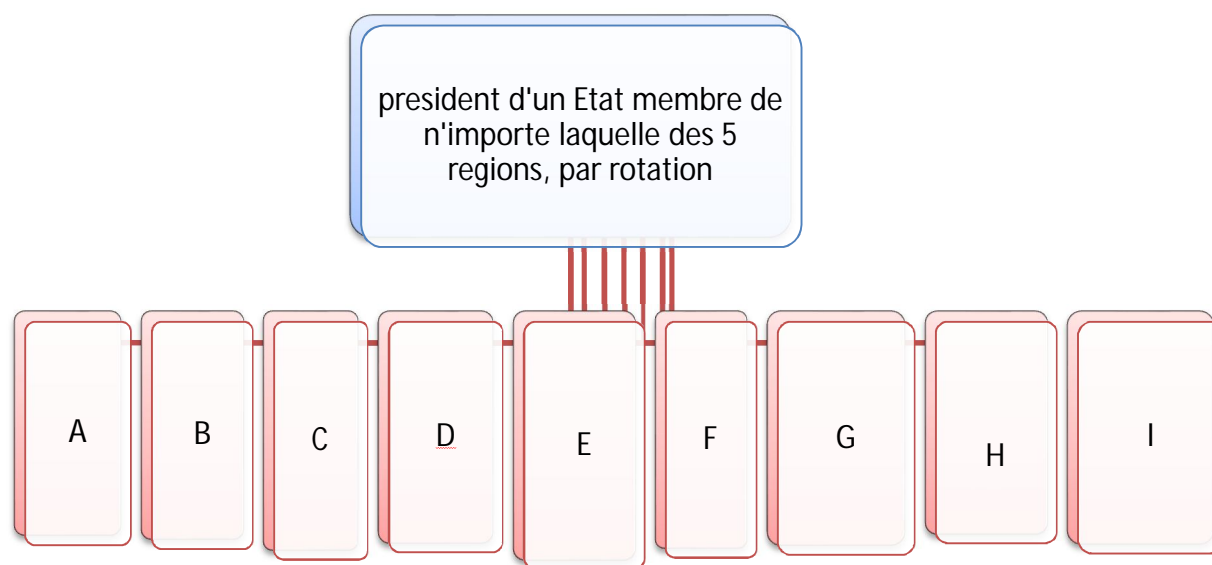 president d'un Etat membre de
n'importe laquelle des 5
regions, par rotation
A
B
C
D
E
F
G
H
I